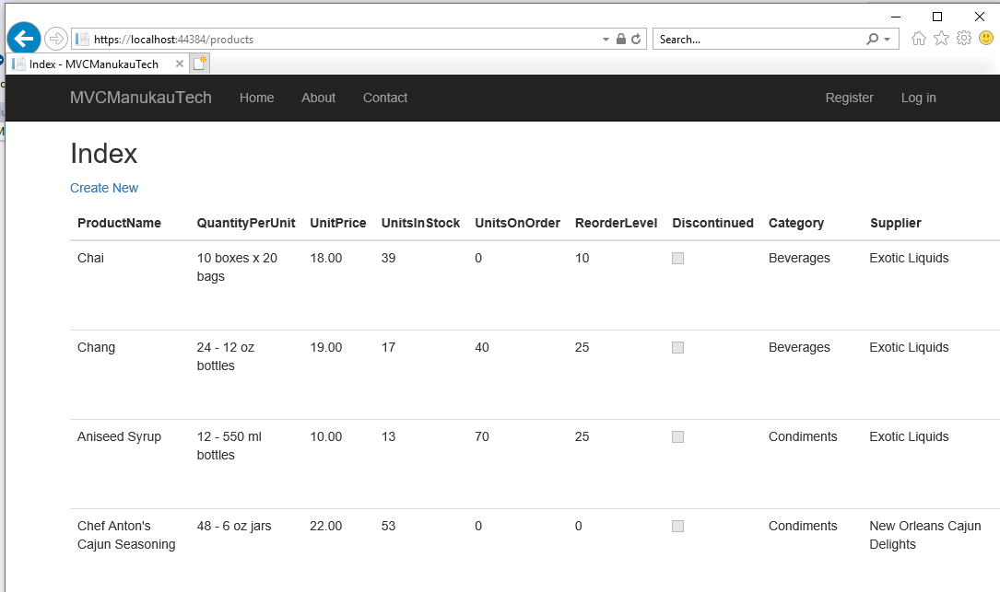 https://localhost:44384/products
Search...
Index - MVCManukauTech
MVCManukauTech Home About Contact Register Log in
Index
Create New
ProductName QuantityPerUnit UnitPrice UnitsInStock UnitsOnOrder ReorderLevel Discontinued Category Supplier
Chai 10 boxes x 20 18.00 39 0 10 Beverages Exotic Liquids
bags
Chang 24 - 12 oz 19.00 17 40 25 Beverages Exotic Liquids
bottles
Aniseed Syrup 12 - 550 ml 10.00 13 70 25 Condiments Exotic Liquids
bottles
Chef Anton's 48 - 6 oz jars 22.00 53 0 0 Condiments New Orleans Cajun
Cajun Seasoning Delights